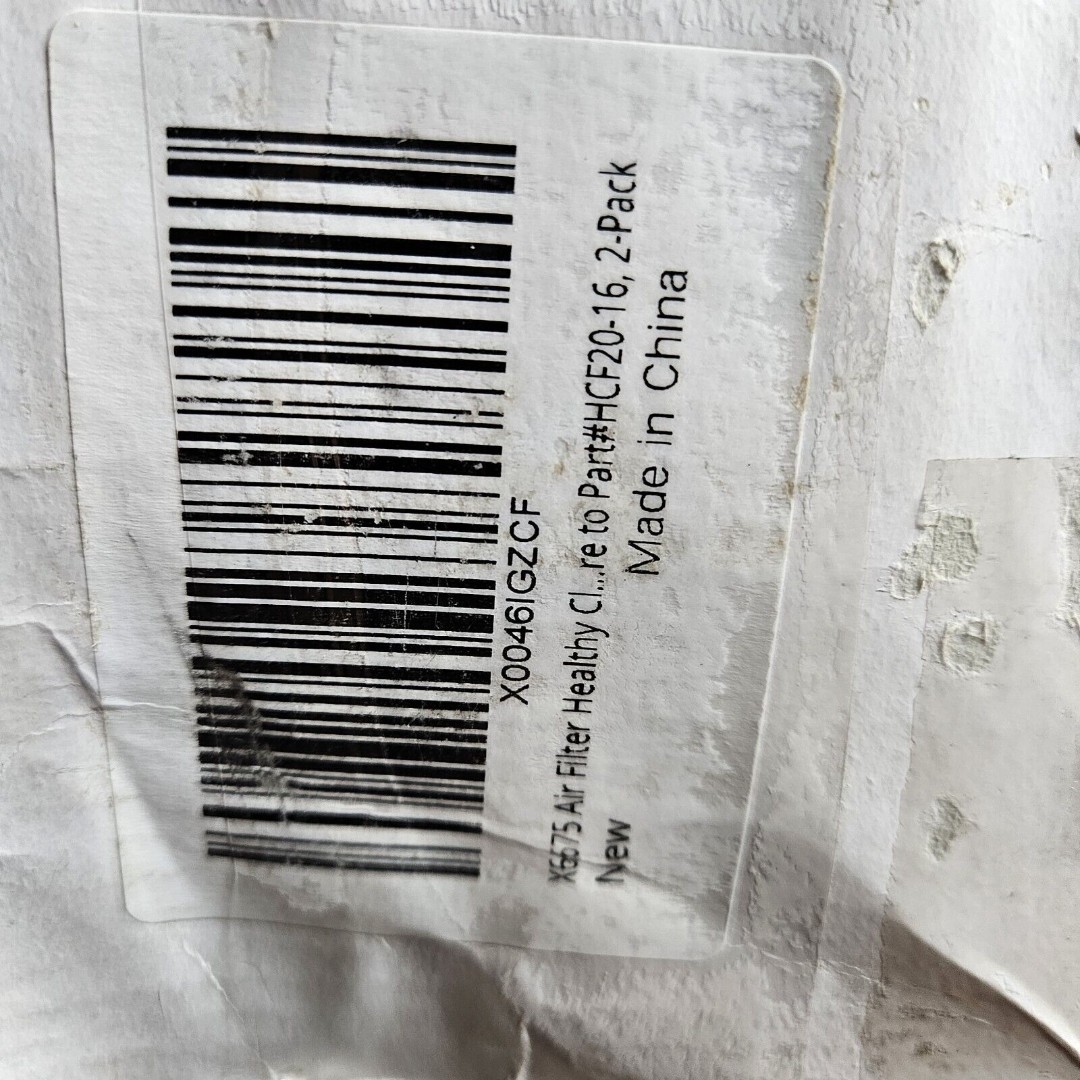 X0046IGZCF
X6675 Air Filter Healthy Cl....re to Part#HCF20-16, 2-Pack
New
Made in China